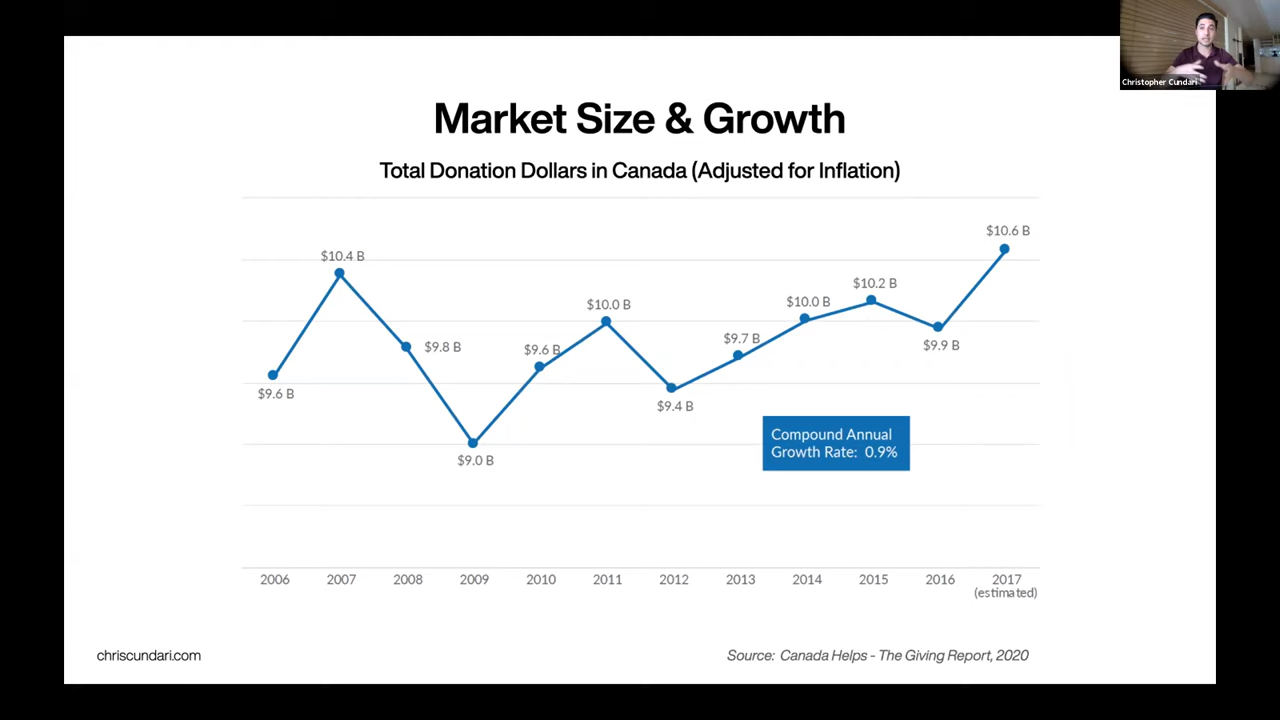 Christopher Cundari
Market Size & Growth
Total Donation Dollars in Canada (Adjusted for Inflation)
$9.6 B
$10.4 B
$9.8 B
$9.0 B
$9.6 B
$10.0 B
$9.4 B
$9.7 B
$10.0 B
$10.2 B
$9.9 B
$10.6 B
Compound Annual
Growth Rate: 0.9%
2006 2007 2008 2009 2010 2011 2012 2013 2014 2015 2016 2017
(estimated)
chriscundari.com
Source: Canada Helps - The Giving Report, 2020